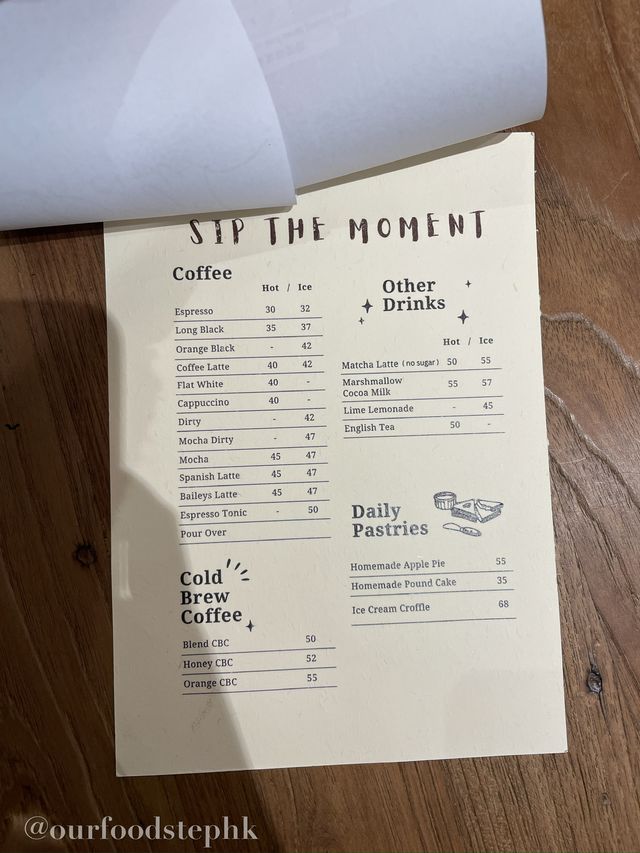 SIP THE MOMENT
Coffee
Hot / Ice
Espresso 30 32
Long Black 35 37
Orange Black - 42
Coffee Latte 40 42
Flat White 40 -
Cappuccino 40 -
Dirty - 42
Mocha Dirty - 47
Mocha 45 47
Spanish Latte 45 47
Baileys Latte 45 47
Espresso Tonic - 50
Pour Over
Cold
Brew
Coffee
Blend CBC 50
Honey CBC 52
Orange CBC 55
Other
Drinks
Hot / Ice
Matcha Latte (no sugar) 50 55
Marshmallow
Cocoa Milk 55 57
Lime Lemonade - 45
English Tea 50 -
Daily
Pastries
Homemade Apple Pie 55
Homemade Pound Cake 35
Ice Cream Croffle 68
@ourfoodstephk